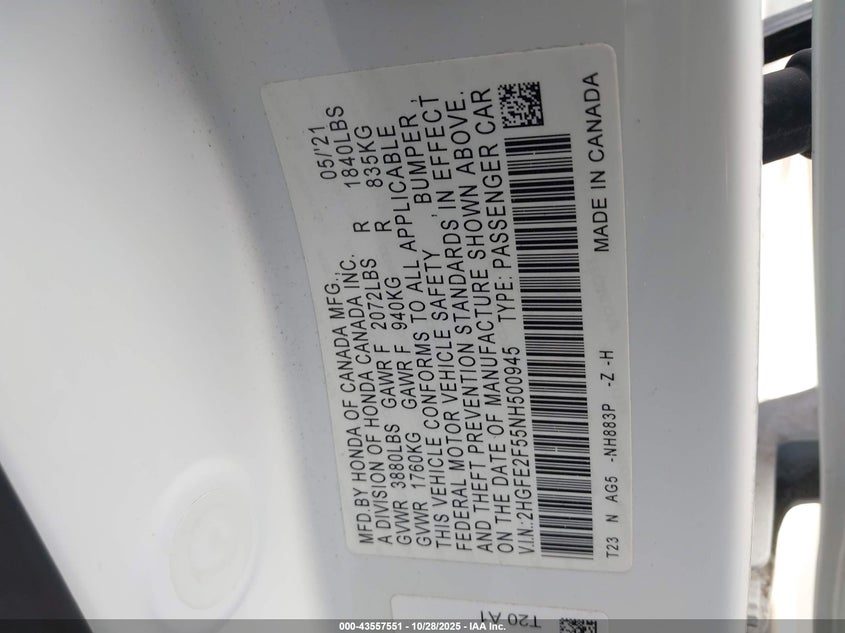 MFD.BY HONDA OF CANADA MFG., 05/'21
A DIVISION OF HONDA CANADA INC.
GVWR 3880LBS GAWR F 2072LBS R 1840LBS
GVWR 1760KG GAWR F 940KG R 835KG
THIS VEHICLE CONFORMS TO ALL APPLICABLE
FEDERAL MOTOR VEHICLE SAFETY, BUMPER,
AND THEFT PREVENTION STANDARDS IN EFFECT
ON THE DATE OF MANUFACTURE SHOWN ABOVE.
V.I.N.:2HGFE2F55NH500945 TYPE: PASSENGER CAR
T23 N AG5 -NH883P -Z -H MADE IN CANADA
T20 A1
000-43557551 | 10/28/2025 | IAA Inc.